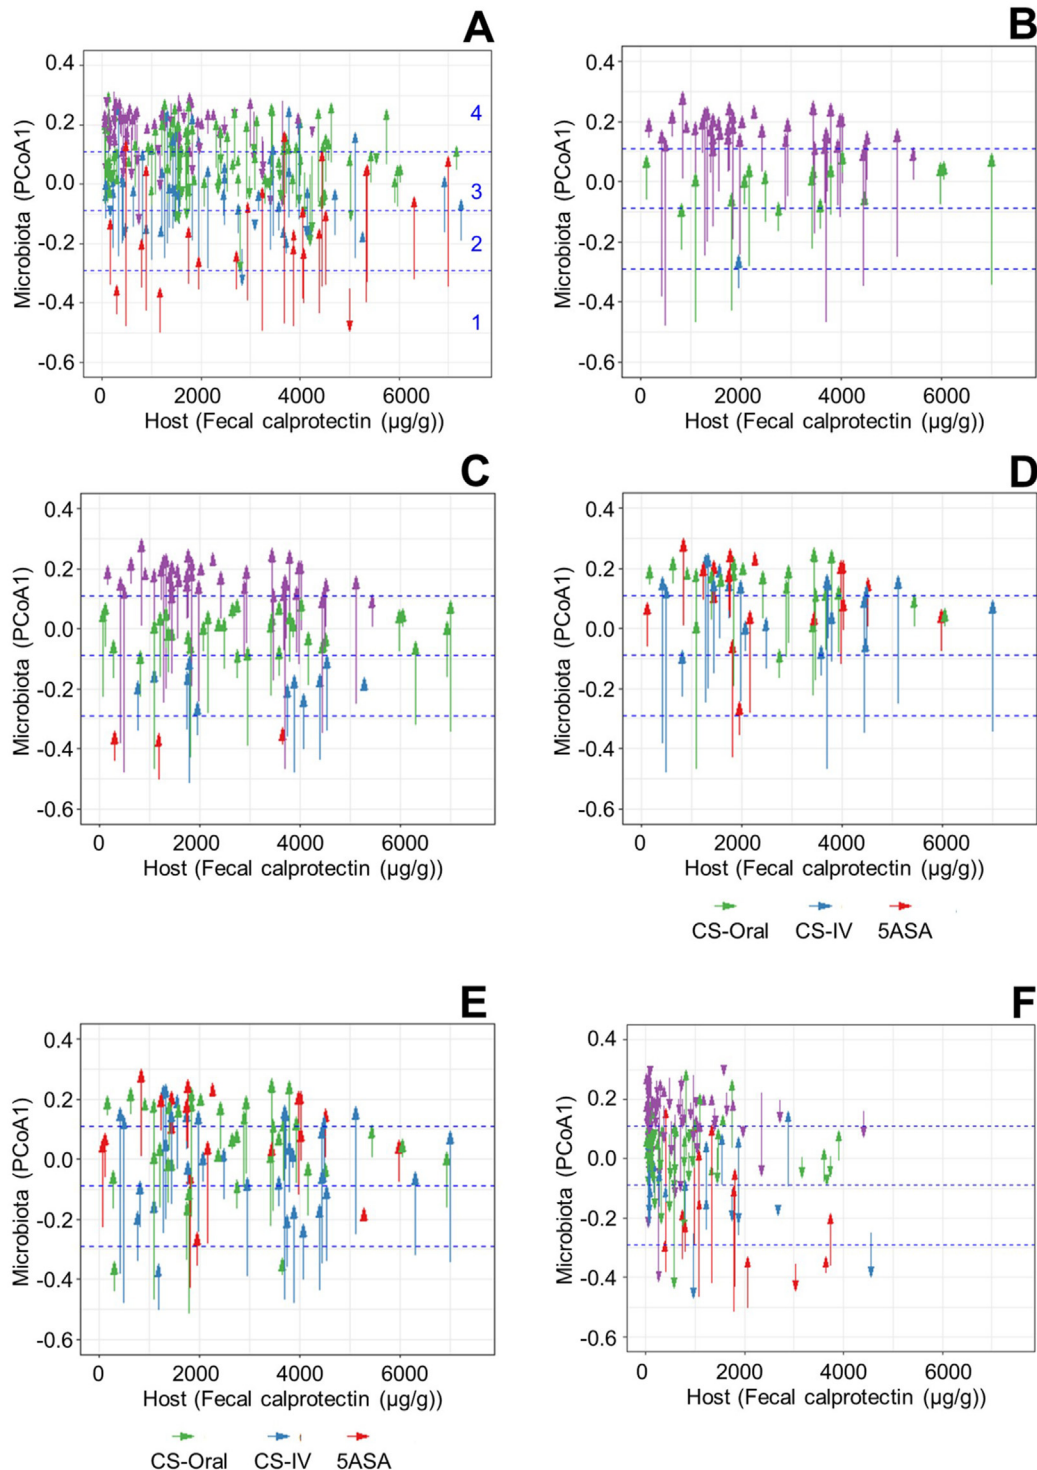 A
0.4
0.2
0.0
-0.2
-0.4
-0.6
Microbiota (PCoA1)
4
3
2
1
0 2000 4000 6000
Host (Fecal calprotectin (µg/g))
B
0.4
0.2
0.0
-0.2
-0.4
-0.6
Microbiota (PCoA1)
0 2000 4000 6000
Host (Fecal calprotectin (µg/g))
C
0.4
0.2
0.0
-0.2
-0.4
-0.6
Microbiota (PCoA1)
0 2000 4000 6000
Host (Fecal calprotectin (µg/g))
D
0.4
0.2
0.0
-0.2
-0.4
-0.6
Microbiota (PCoA1)
0 2000 4000 6000
Host (Fecal calprotectin (µg/g))
CS-Oral CS-IV 5ASA
E
0.4
0.2
0.0
-0.2
-0.4
-0.6
Microbiota (PCoA1)
0 2000 4000 6000
Host (Fecal calprotectin (µg/g))
CS-Oral CS-IV 5ASA
F
0.4
0.2
0.0
-0.2
-0.4
-0.6
Microbiota (PCoA1)
0 2000 4000 6000
Host (Fecal calprotectin (µg/g))